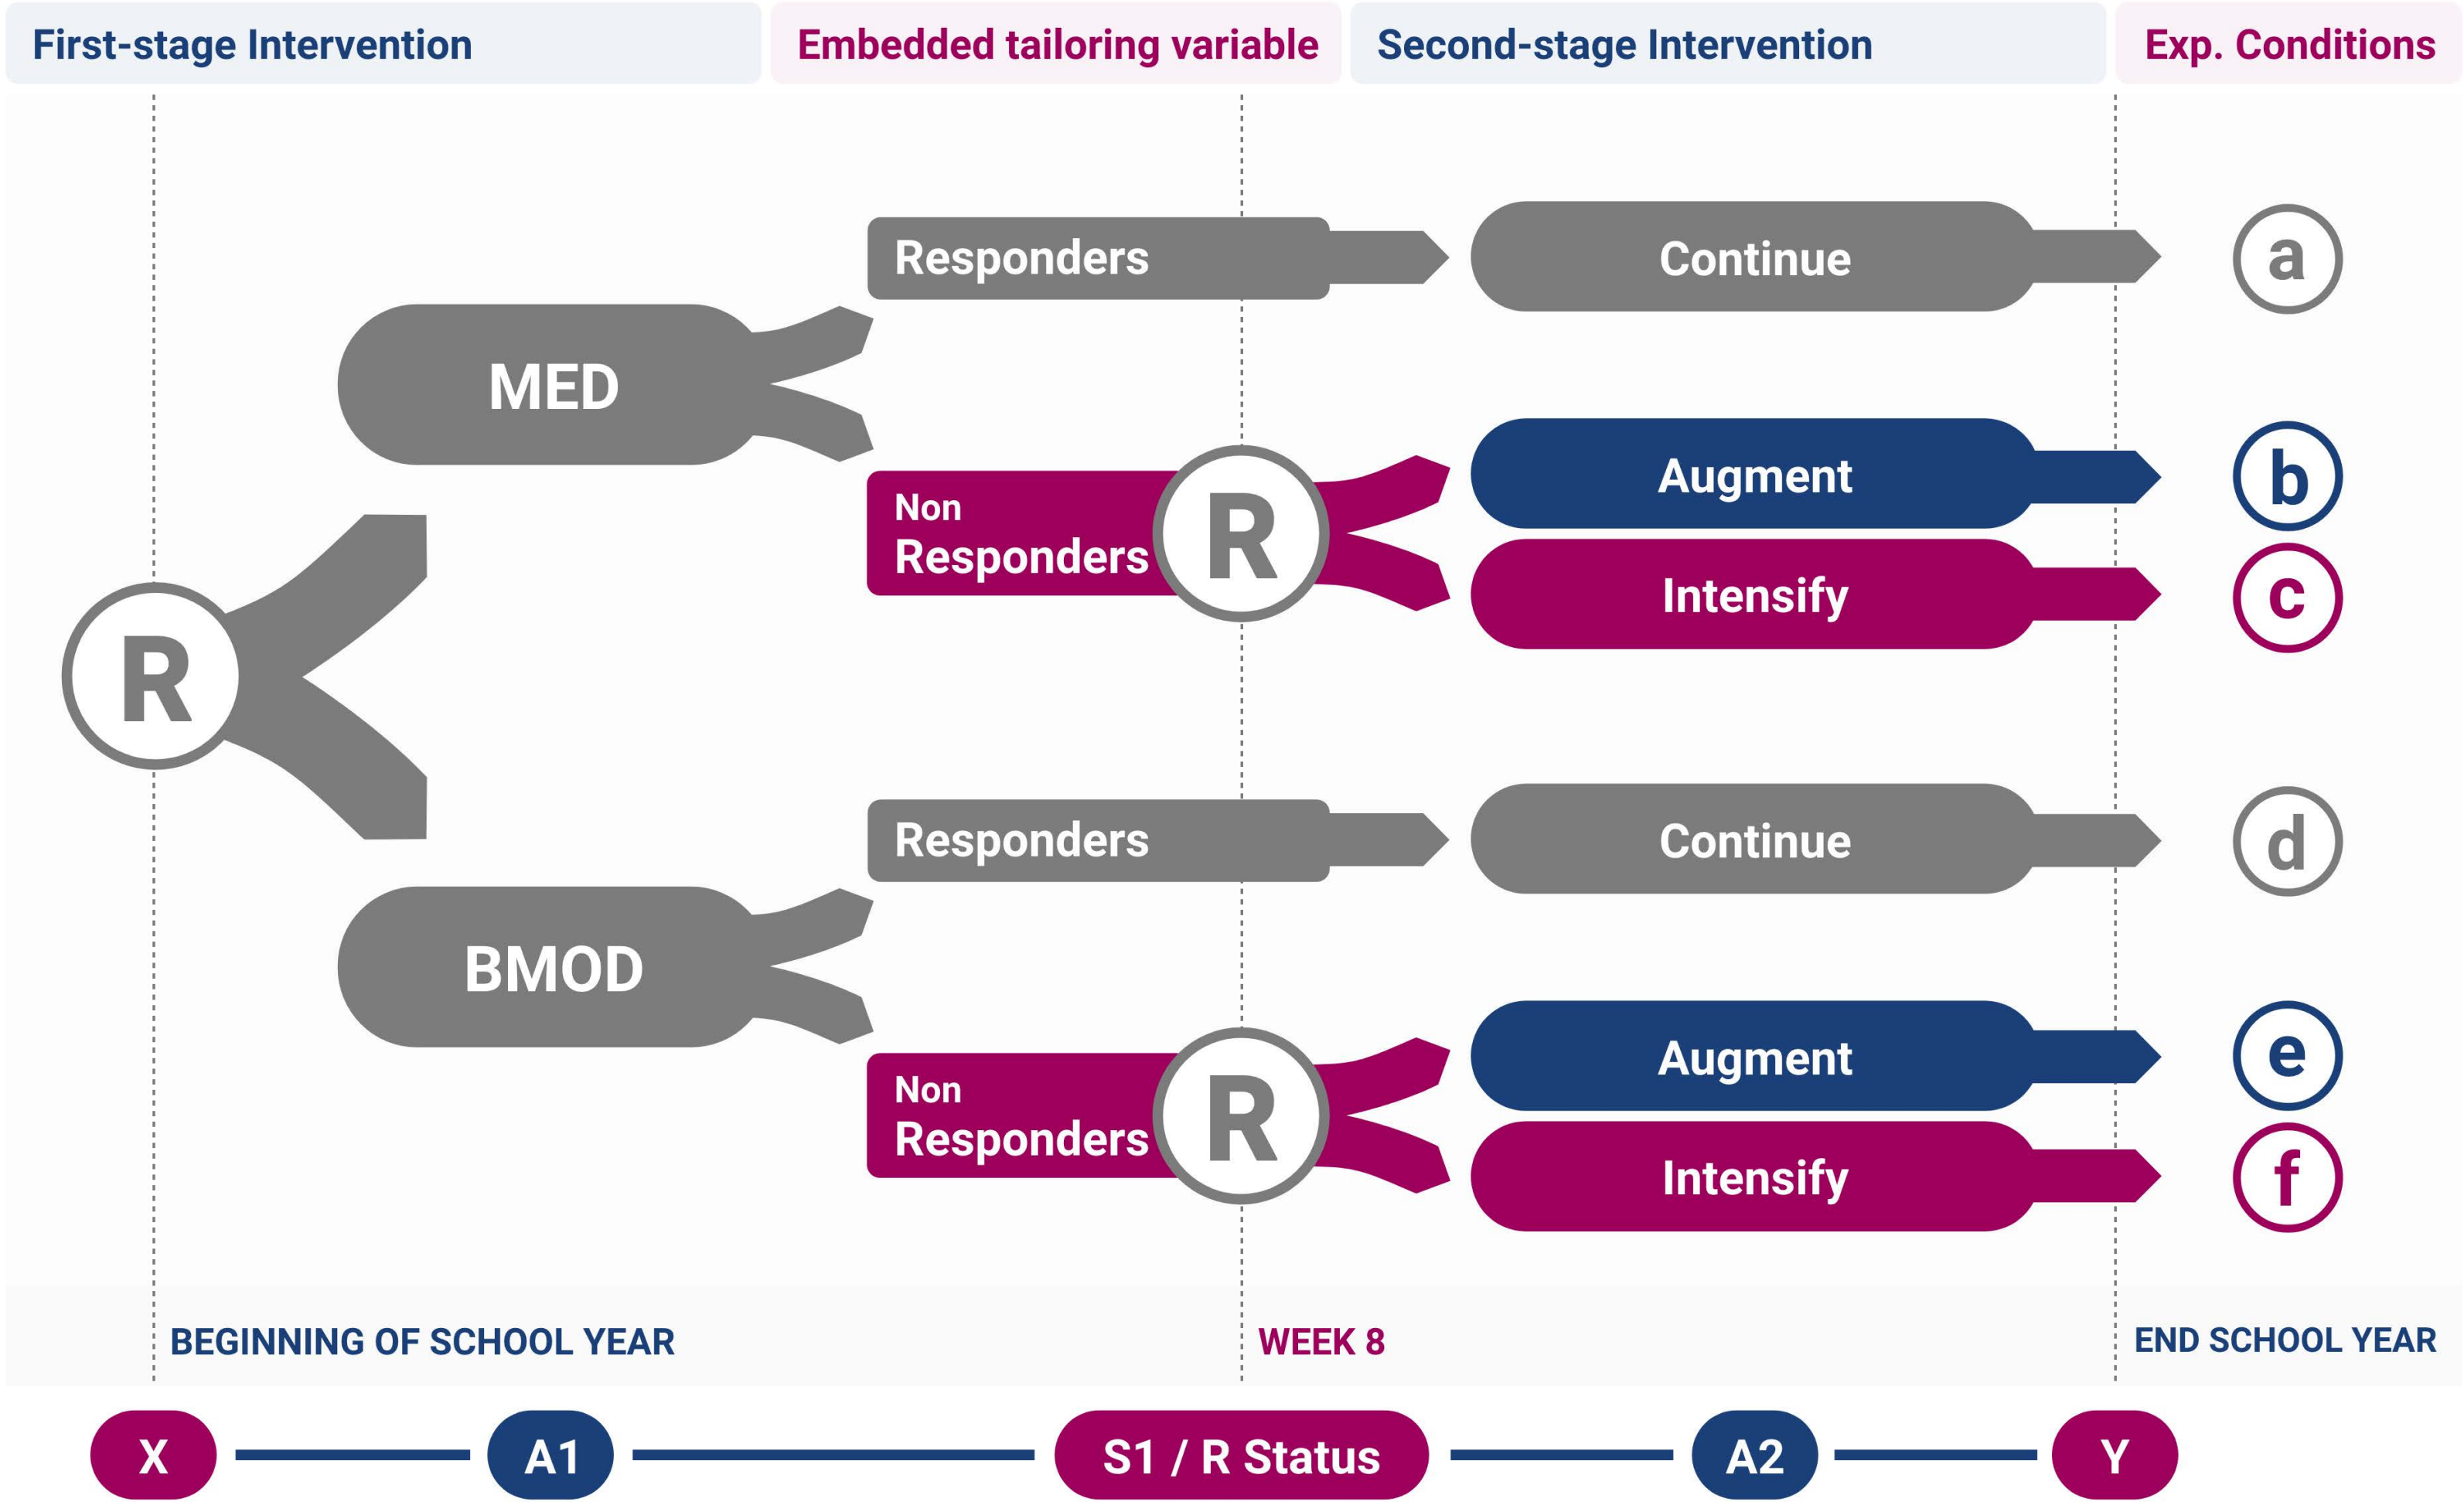 First-stage Intervention
Embedded tailoring variable
Second-stage Intervention
Exp. Conditions
Responders
Continue
a
MED
Augment
b
Non
Responders
R
Intensify
c
R
Responders
Continue
d
BMOD
Augment
e
Non
Responders
R
Intensify
f
BEGINNING OF SCHOOL YEAR
WEEK 8
END SCHOOL YEAR
X
A1
S1 / R Status
A2
Y